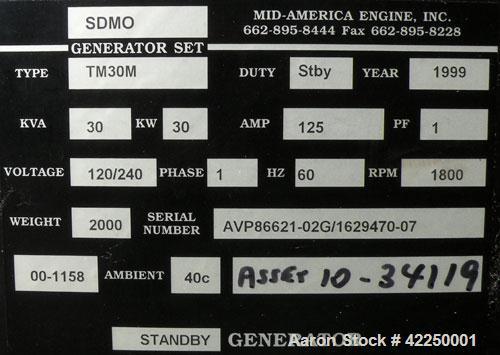 SDMO MID-AMERICA ENGINE, INC.
662-895-8444 Fax 662-895-8228
GENERATOR SET
TYPE TM30M DUTY Stby YEAR 1999
KVA 30 KW 30 AMP 125 PF 1
VOLTAGE 120/240 PHASE 1 HZ 60 RPM 1800
WEIGHT 2000 SERIAL NUMBER AVP86621-02G/1629470-07
00-1158 AMBIENT 40c ASSET 10-34119
STANDBY GENERATOR
Aaron Stock # 42250001